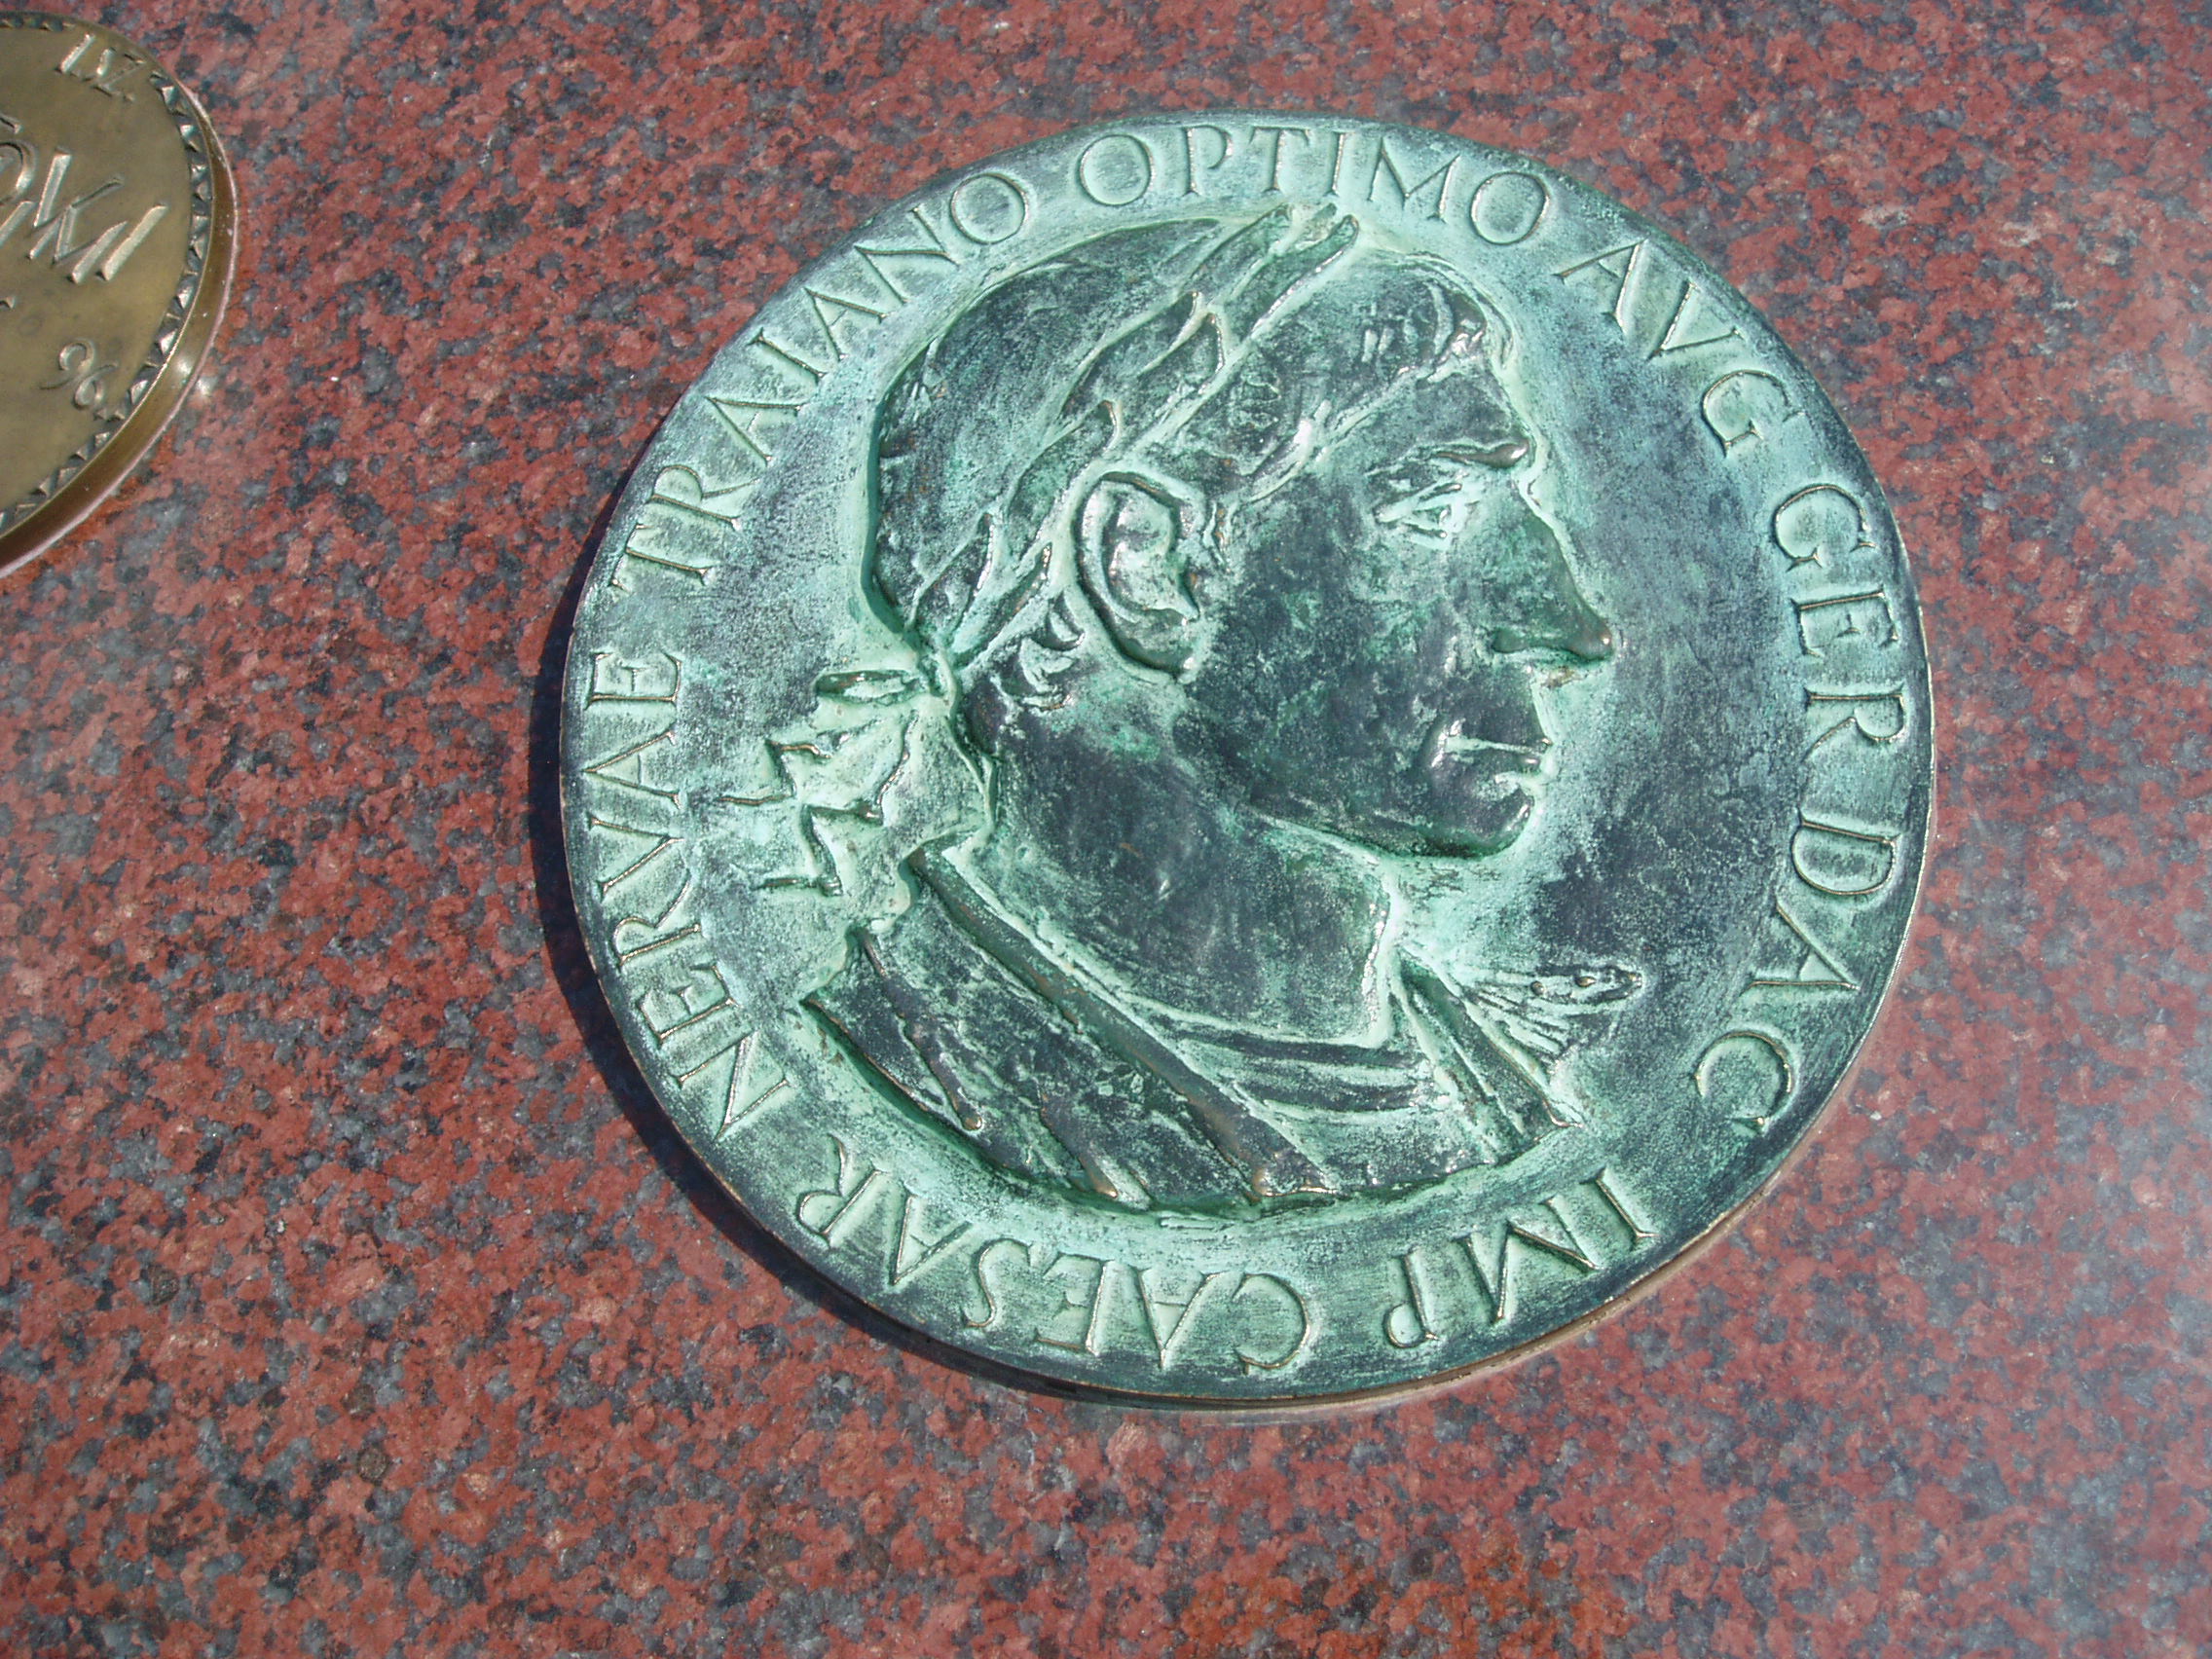 IMP CAESAR NERVAE TRAIANO OPTIMO AVG GER DAC